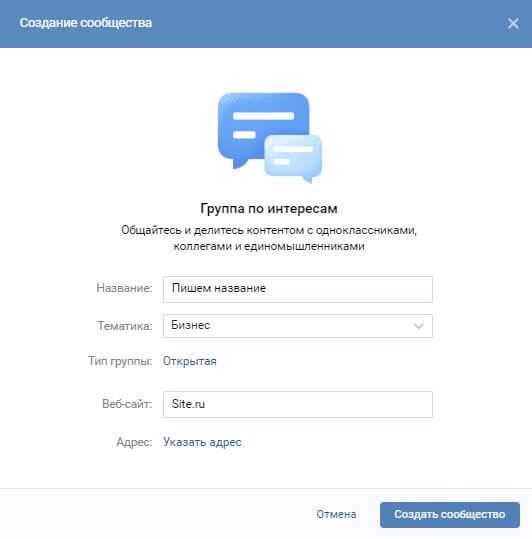 Создание сообщества
Группа по интересам
Общайтесь и делитесь контентом с одноклассниками,
коллегами и единомышленниками
Название: Пишем название
Тематика: Бизнес
Тип группы: Открытая
Веб-сайт: Site.ru
Адрес: Указать адрес
Отмена Создать сообщество